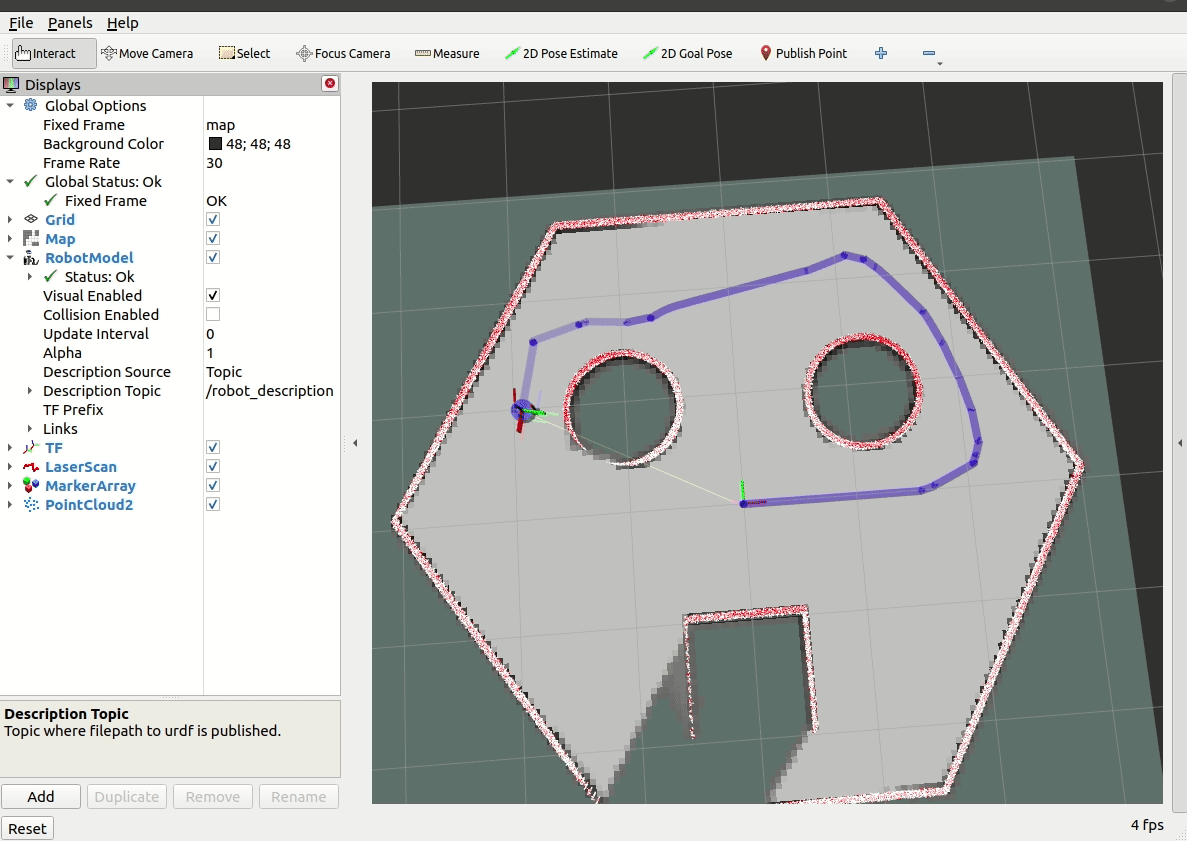 File Panels Help
Interact Move Camera Select Focus Camera Measure 2D Pose Estimate 2D Goal Pose Publish Point
Displays
Global Options
Fixed Frame map
Background Color 48; 48; 48
Frame Rate 30
Global Status: Ok
Fixed Frame OK
Grid
Map
RobotModel
Status: Ok
Visual Enabled
Collision Enabled
Update Interval 0
Alpha 1
Description Source Topic
Description Topic /robot_description
TF Prefix
Links
TF
LaserScan
MarkerArray
PointCloud2
Description Topic
Topic where filepath to urdf is published.
Add Duplicate Remove Rename
Reset 4 fps